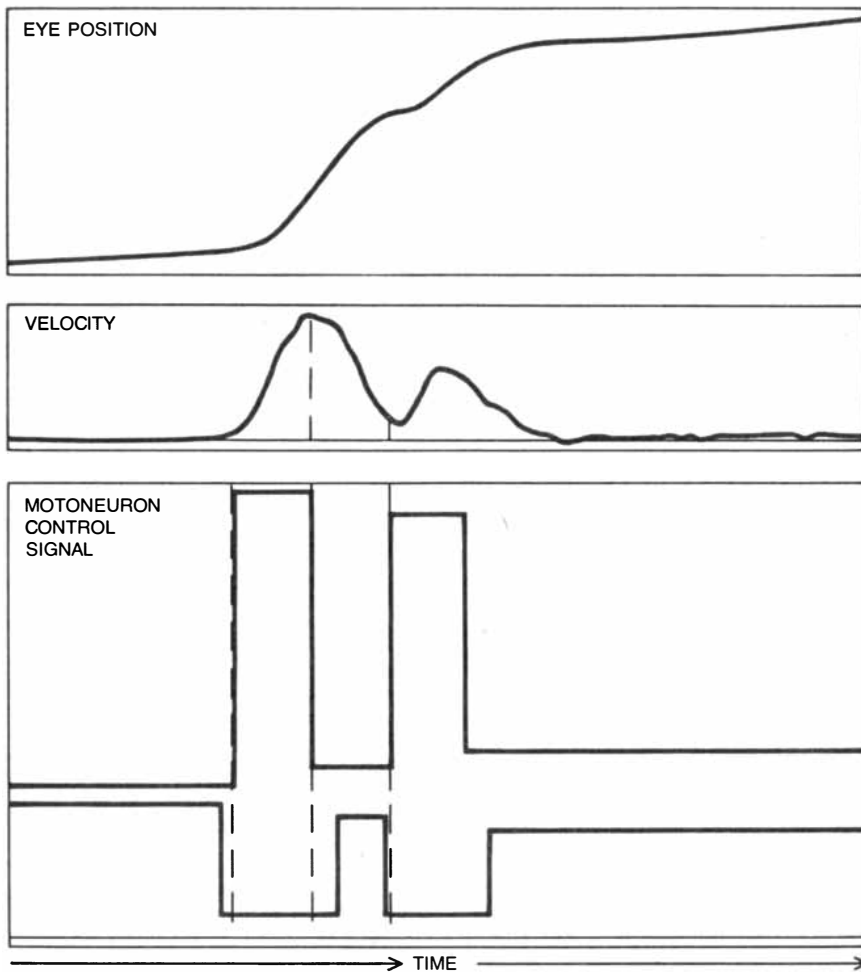 EYE POSITION
VELOCITY
MOTONEURON
CONTROL
SIGNAL
TIME